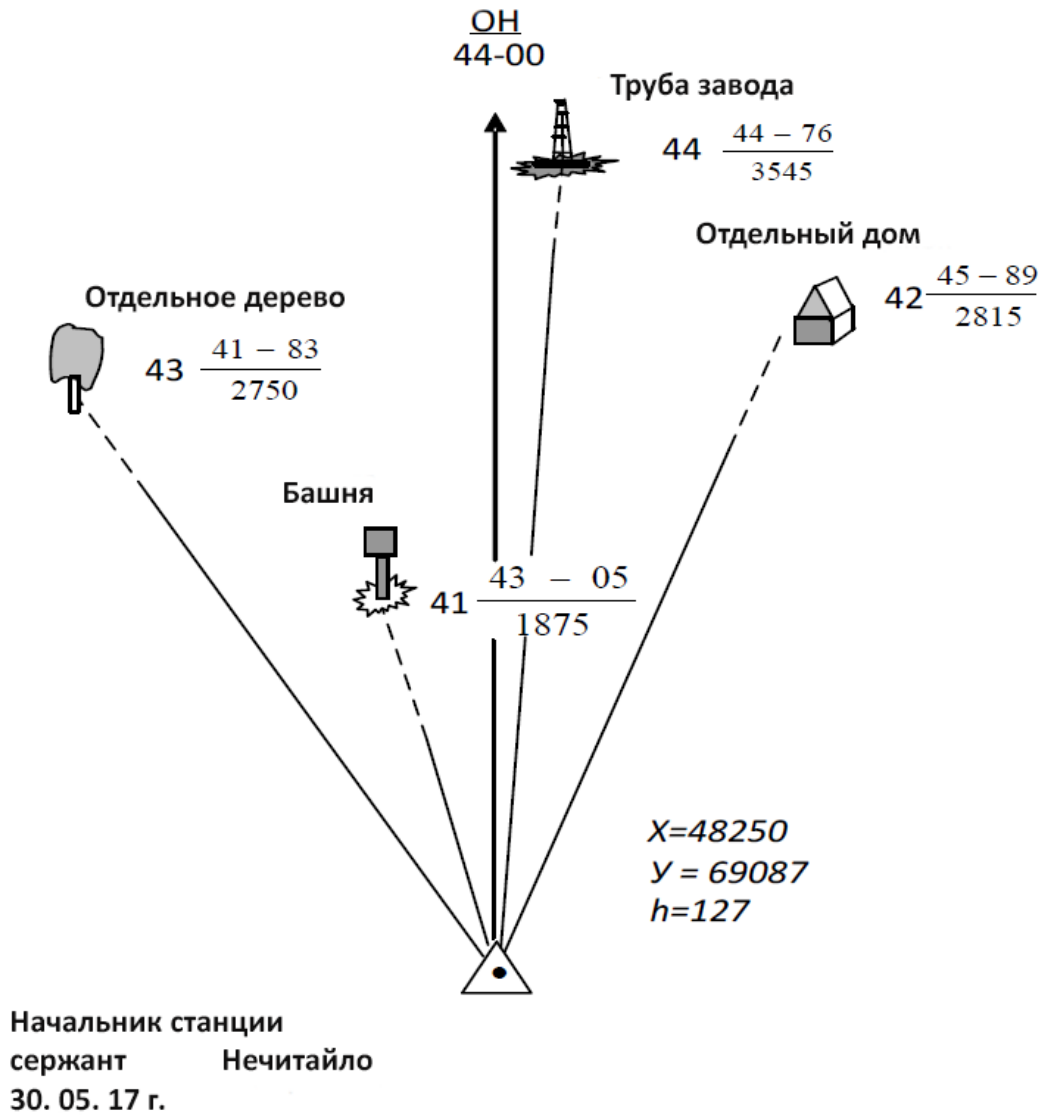 ОН
44-00
Труба завода
44 44 – 76
3545
Отдельный дом
42 45 – 89
2815
Отдельное дерево
43 41 – 83
2750
Башня
41 43 – 05
1875
X=48250
У = 69087
h=127
Начальник станции
сержант Нечитайло
30. 05. 17 г.